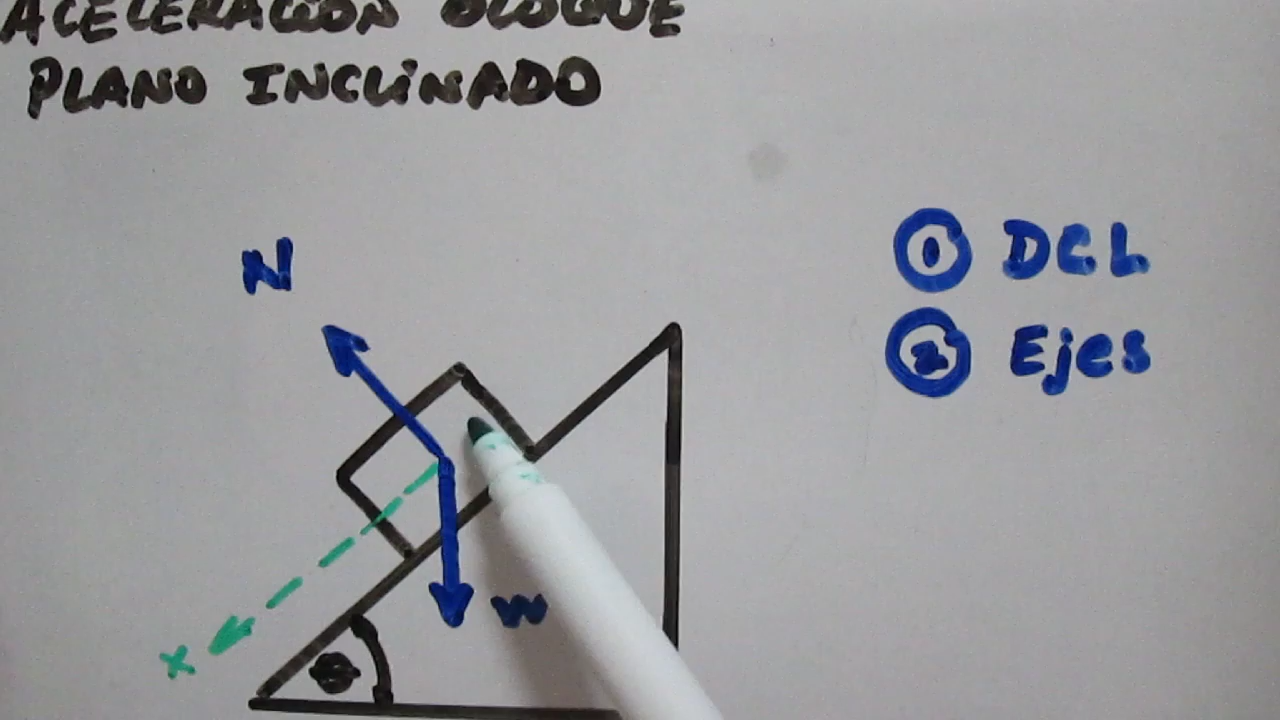 ACELERACIÓN BLOQUE
PLANO INCLINADO
N
1 DCL
2 Ejes
W
x
θ